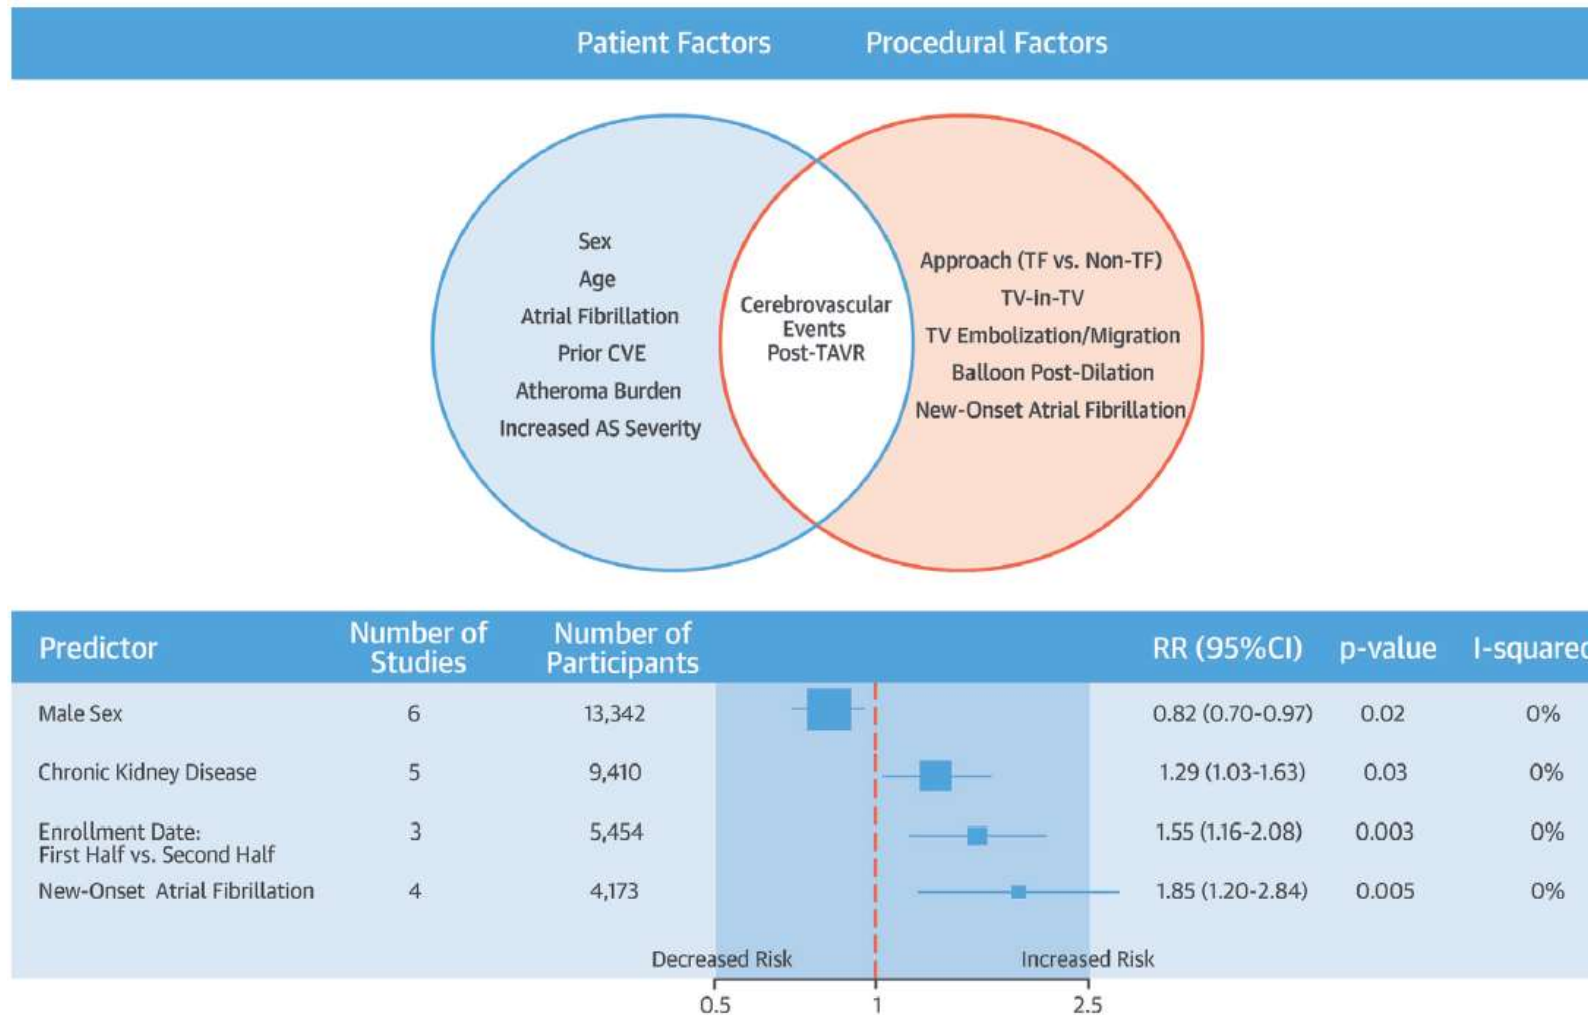 Patient Factors Procedural Factors
Sex
Age
Atrial Fibrillation
Prior CVE
Atheroma Burden
Increased AS Severity
Cerebrovascular
Events
Post-TAVR
Approach (TF vs. Non-TF)
TV-in-TV
TV Embolization/Migration
Balloon Post-Dilation
New-Onset Atrial Fibrillation
Predictor Number of Studies Number of Participants RR (95%CI) p-value I-squared
Male Sex 6 13,342 0.82 (0.70-0.97) 0.02 0%
Chronic Kidney Disease 5 9,410 1.29 (1.03-1.63) 0.03 0%
Enrollment Date: 3 5,454 1.55 (1.16-2.08) 0.003 0%
First Half vs. Second Half
New-Onset Atrial Fibrillation 4 4,173 1.85 (1.20-2.84) 0.005 0%
Decreased Risk Increased Risk
0.5 1 2.5